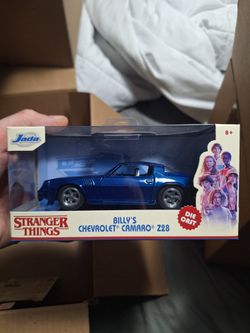 Jada
8+
STRANGER
THINGS
BILLY'S
CHEVROLET® CAMARO® Z28
DIE
CAST